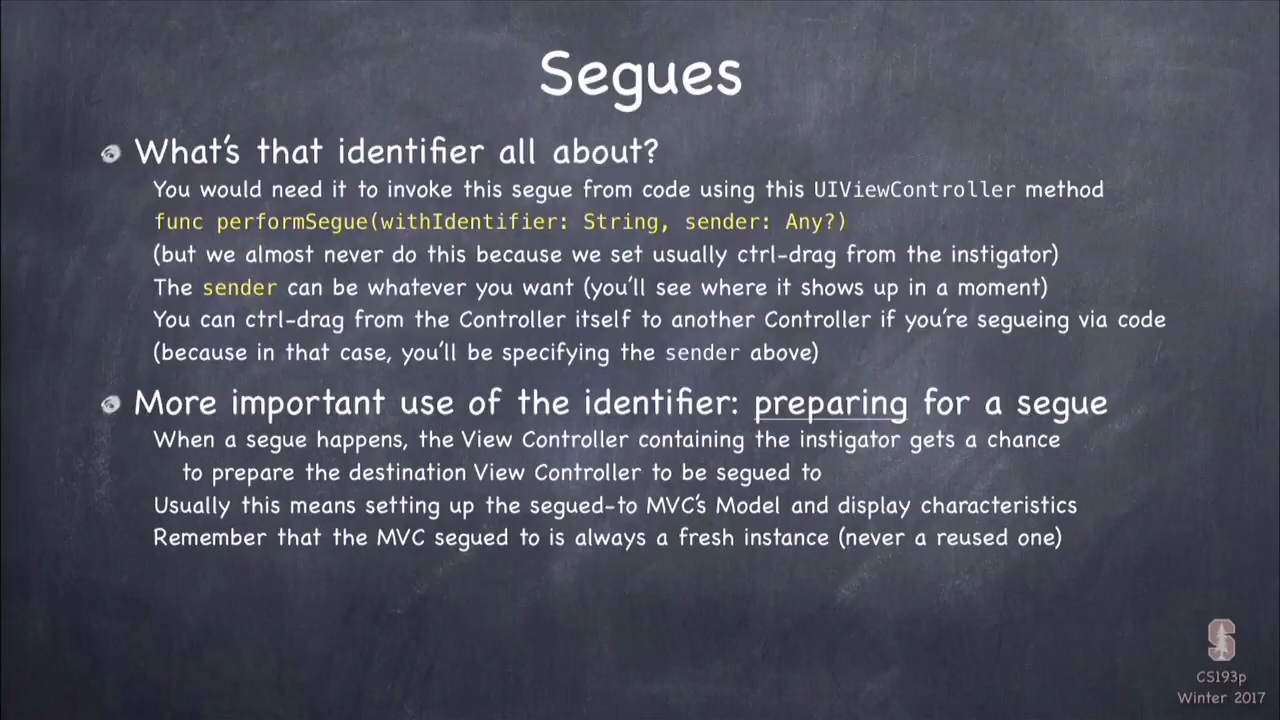 Segues
What's that identifier all about?
You would need it to invoke this segue from code using this UIViewController method
func performSegue(withIdentifier: String, sender: Any?)
(but we almost never do this because we set usually ctrl-drag from the instigator)
The sender can be whatever you want (you'll see where it shows up in a moment)
You can ctrl-drag from the Controller itself to another Controller if you're segueing via code
(because in that case, you'll be specifying the sender above)
More important use of the identifier: preparing for a segue
When a segue happens, the View Controller containing the instigator gets a chance
to prepare the destination View Controller to be segued to
Usually this means setting up the segued-to MVC's Model and display characteristics
Remember that the MVC segued to is always a fresh instance (never a reused one)
S
CS193p
Winter 2017